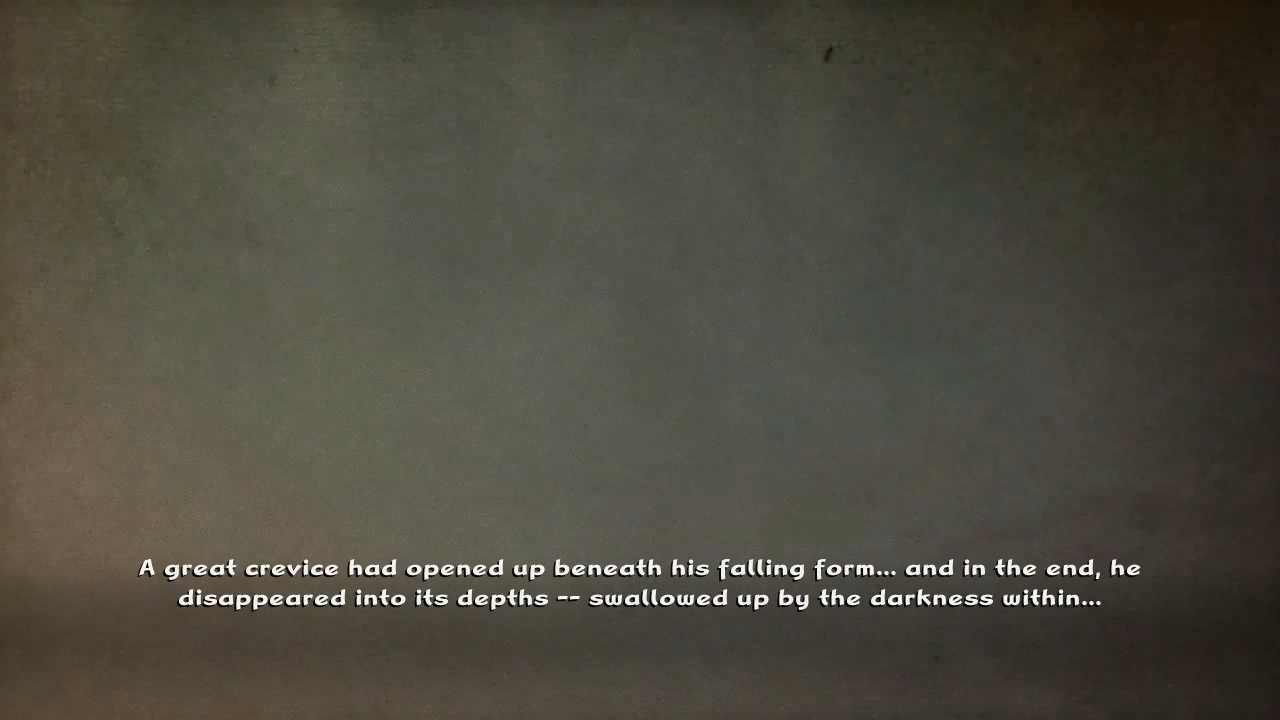 A great crevice had opened up beneath his falling form... and in the end, he
disappeared into its depths -- swallowed up by the darkness within...